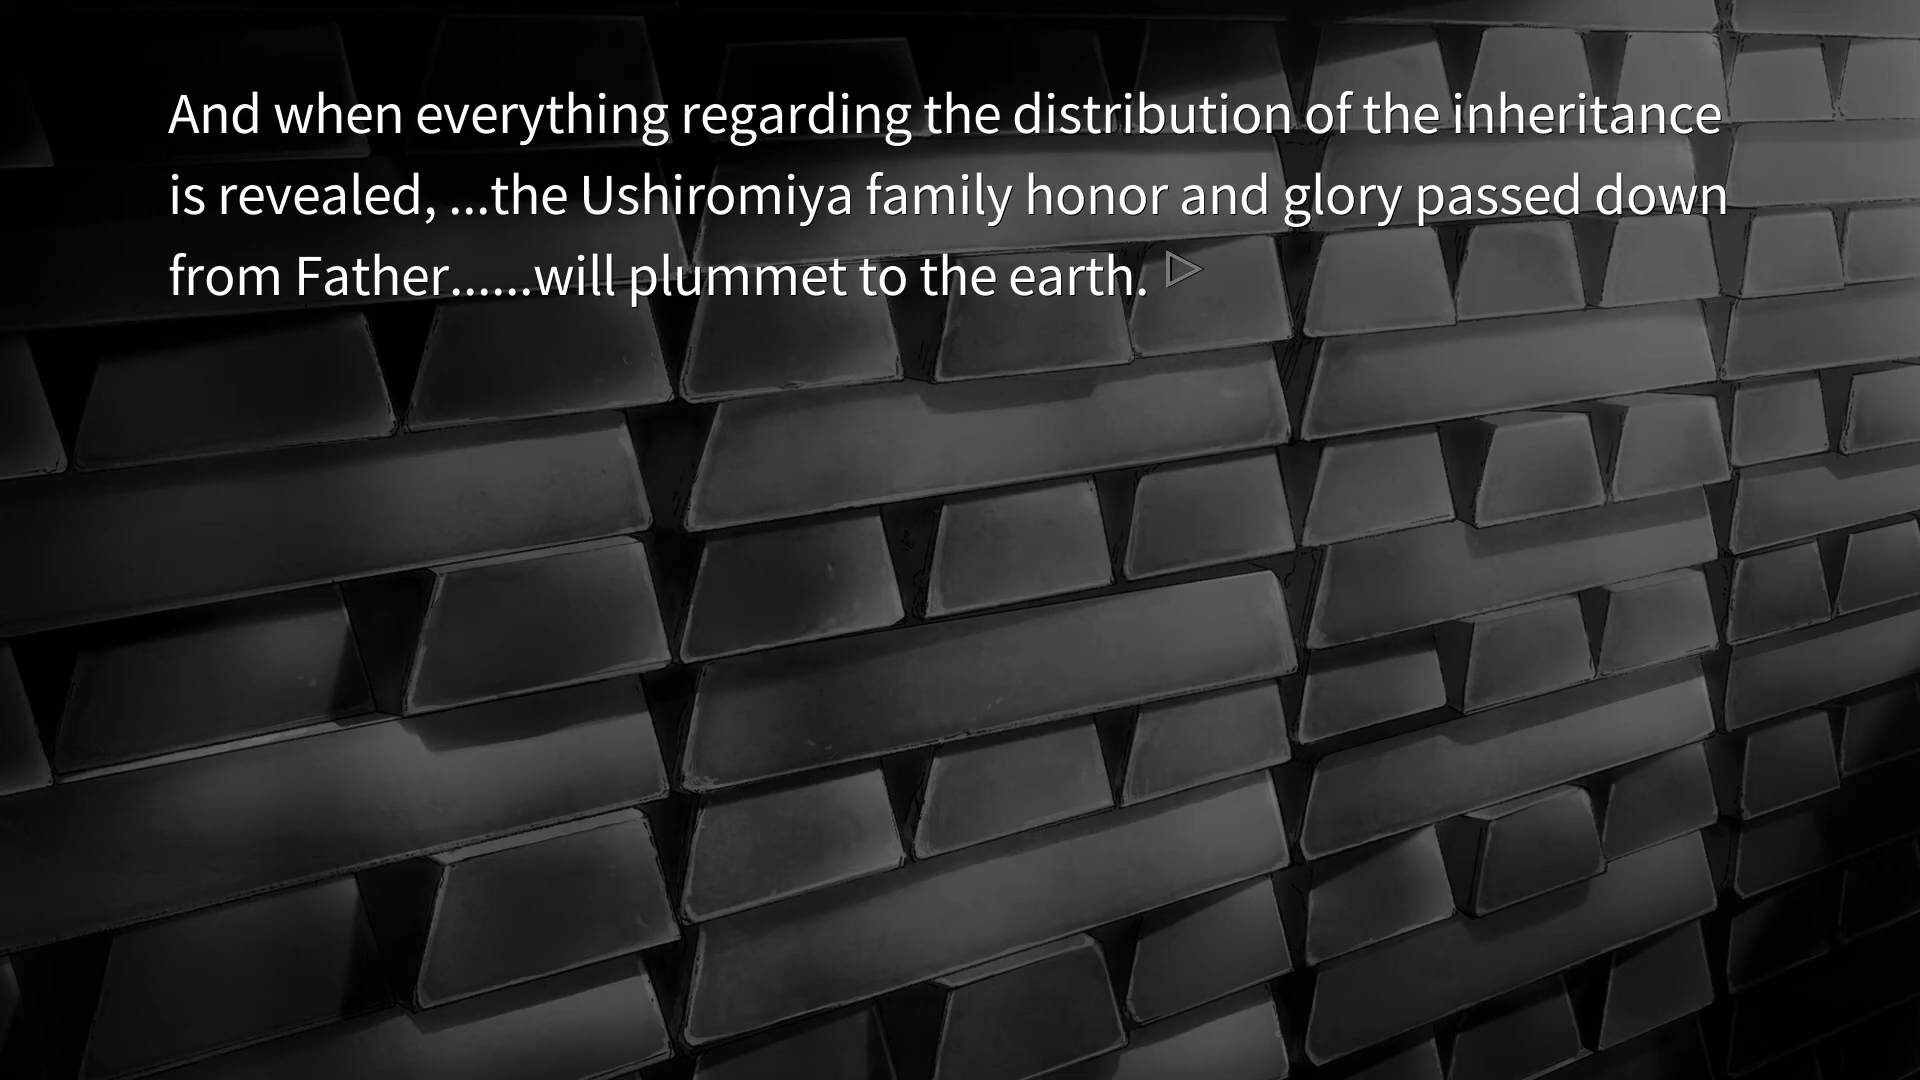 And when everything regarding the distribution of the inheritance
is revealed, ...the Ushiromiya family honor and glory passed down
from Father......will plummet to the earth.